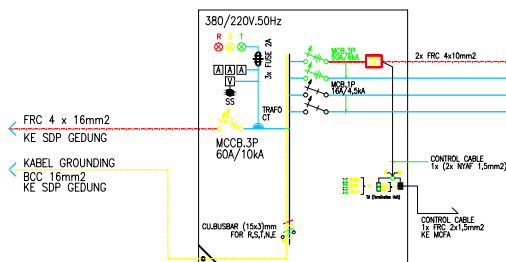 380/220V.50Hz
R S T
3x FUSE 2A
A A A
V
SS
TRAFO
CT
MCCB.3P
60A/10kA
MCB.3P
50A/6kA
MCB.1P
16A/4,5kA
2x FRC 4x10mm2
FRC 4 x 16mm2
KE SDP GEDUNG
KABEL GROUNDING
BCC 16mm2
KE SDP GEDUNG
CU.BUSBAR (15x3)mm
FOR R,S,T,N,E
CONTROL CABLE
1x (2x NYAF 1,5mm2)
CONTROL CABLE
1x FRC 2x1,5mm2
KE MCFA